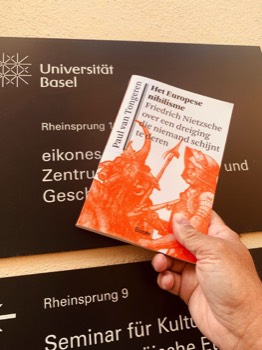 Universität
Basel
Rheinsprung 1
eikones
Zentru
und
Gesch
Paul van Tongeren
Het Europese
nihilisme
Friedrich Nietzsche
over een dreiging
die niemand schijnt
te deren
Rheinsprung 9
Seminar für Kultu